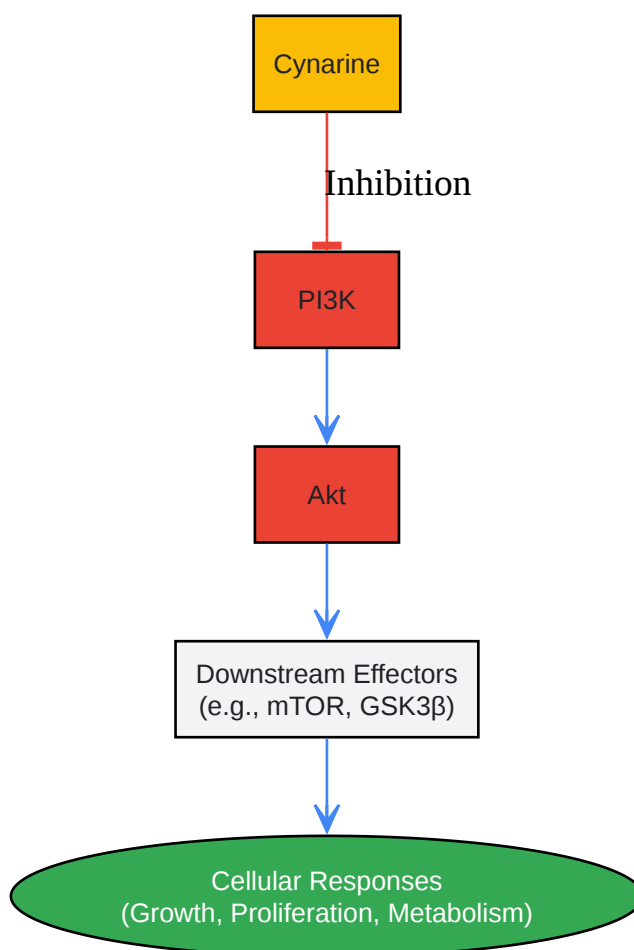 Cynarine
Inhibition
PI3K
Akt
Downstream Effectors
(e.g., mTOR, GSK3β)
Cellular Responses
(Growth, Proliferation, Metabolism)